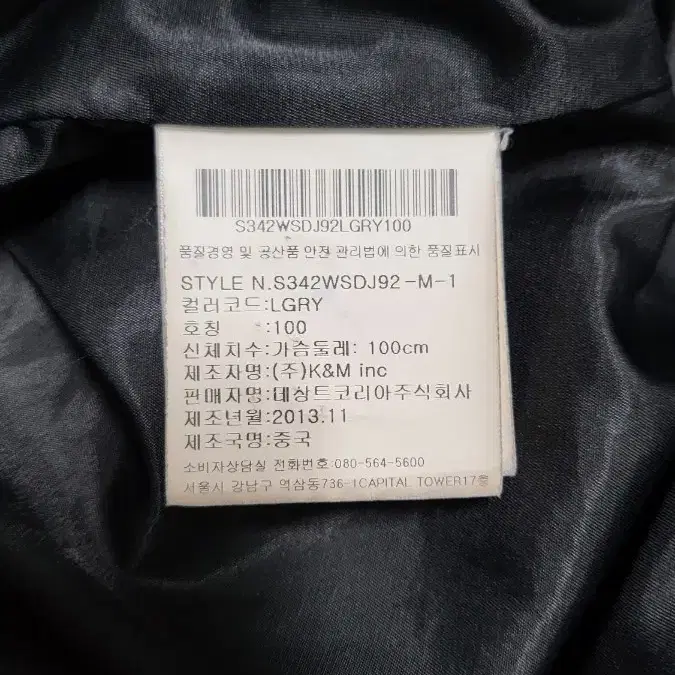 S342WSDJ92LGRY100
품질경영 및 공산품 안전 관리법에 의한 품질표시
STYLE N.S342WSDJ92-M-1
컬러코드:LGRY
호칭 :100
신체치수:가슴둘레: 100cm
제조자명:(주)K&M inc
판매자명:데상트코리아주식회사
제조년월:2013.11
제조국명:중국
소비자상담실 전화번호:080-564-5600
서울시 강남구 역삼동736-1CAPITAL TOWER17층